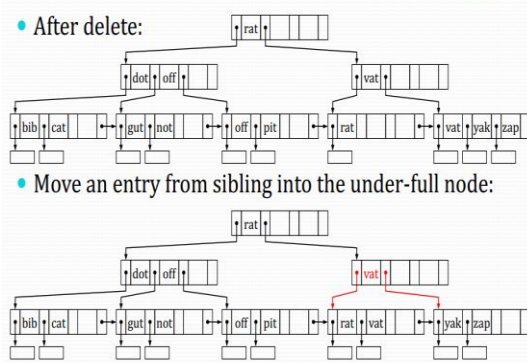 • After delete:
rat
dot off
vat
bib cat gut not off pit rat vat yak zap
• Move an entry from sibling into the under-full node:
rat
dot off
vat
bib cat gut not off pit rat vat yak zap